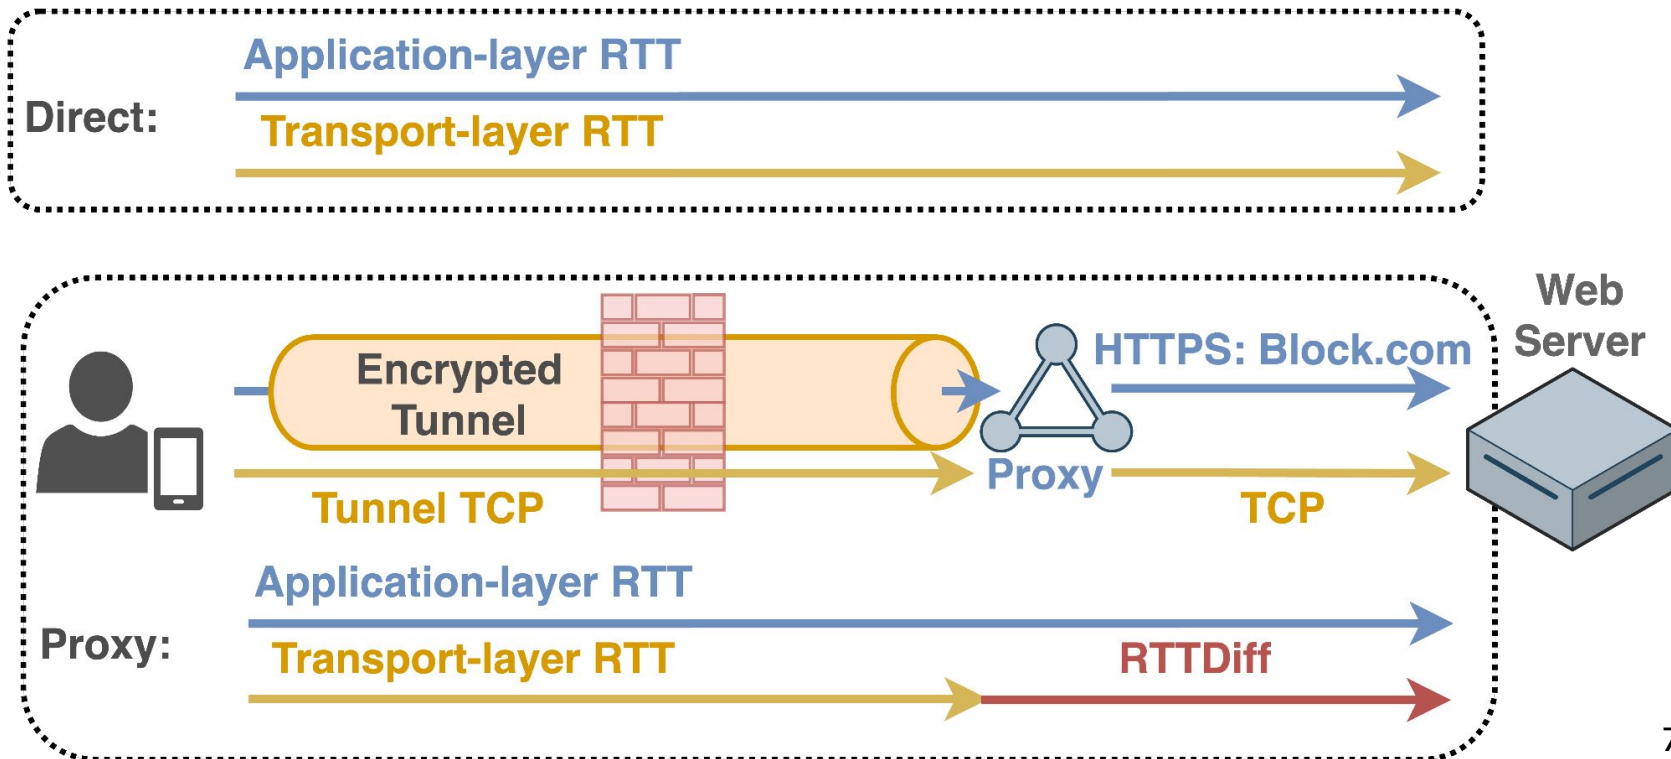 Application-layer RTT
Direct:
Transport-layer RTT
Web
Server
HTTPS: Block.com
Encrypted
Tunnel
Proxy
Tunnel TCP
TCP
Application-layer RTT
Proxy:
Transport-layer RTT
RTTDiff
7